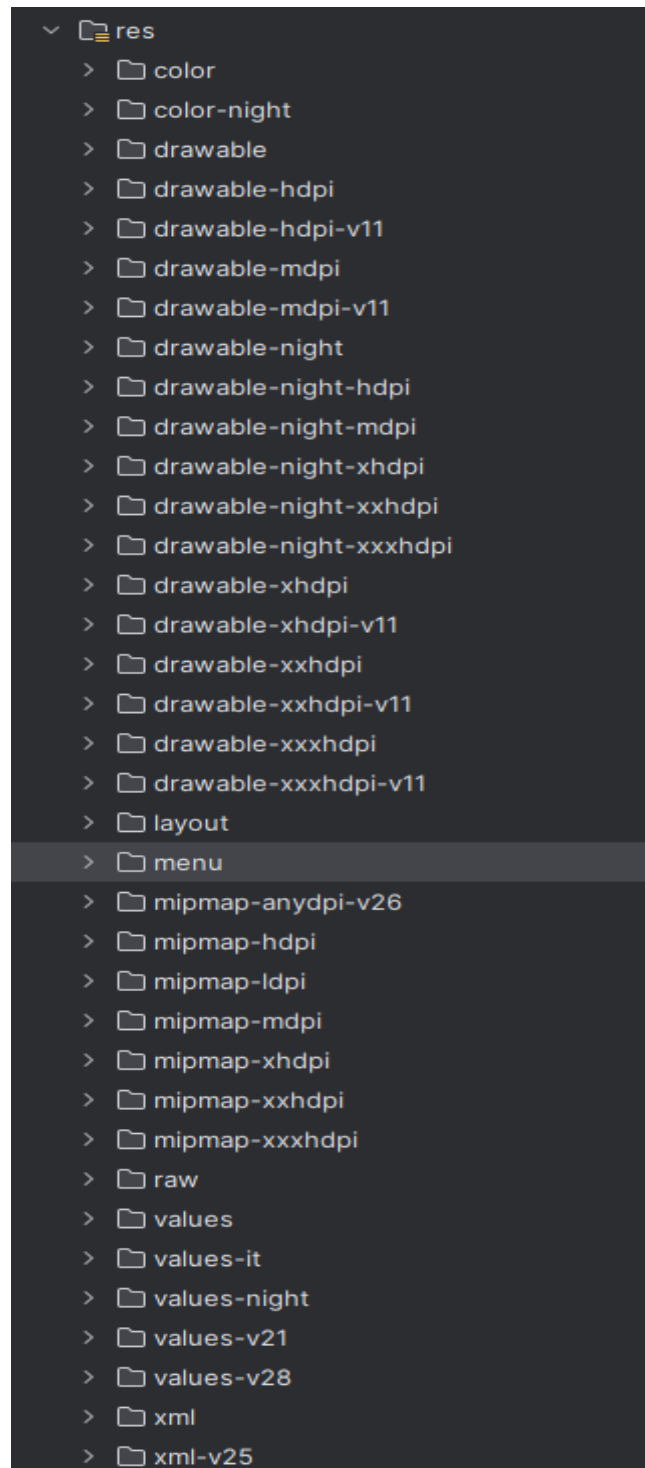 res
color
color-night
drawable
drawable-hdpi
drawable-hdpi-v11
drawable-mdpi
drawable-mdpi-v11
drawable-night
drawable-night-hdpi
drawable-night-mdpi
drawable-night-xhdpi
drawable-night-xxhdpi
drawable-night-xxxhdpi
drawable-xhdpi
drawable-xhdpi-v11
drawable-xxhdpi
drawable-xxhdpi-v11
drawable-xxxhdpi
drawable-xxxhdpi-v11
layout
menu
mipmap-anydpi-v26
mipmap-hdpi
mipmap-ldpi
mipmap-mdpi
mipmap-xhdpi
mipmap-xxhdpi
mipmap-xxxhdpi
raw
values
values-it
values-night
values-v21
values-v28
xml
xml-v25